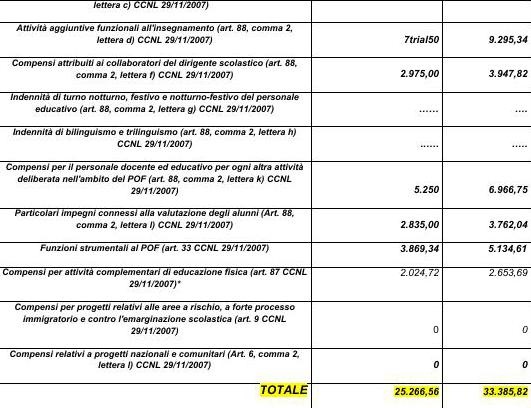 lettera c) CCNL 29/11/2007)
Attività aggiuntive funzionali all'insegnamento (art. 88, comma 2,
lettera d) CCNL 29/11/2007) 7trial50 9.295,34
Compensi attribuiti ai collaboratori del dirigente scolastico (art. 88,
comma 2, lettera f) CCNL 29/11/2007) 2.975,00 3.947,82
Indennità di turno notturno, festivo e notturno-festivo del personale
educativo (art. 88, comma 2, lettera g) CCNL 29/11/2007) ...... ....
Indennità di bilinguismo e trilinguismo (art. 88, comma 2, lettera h)
CCNL 29/11/2007) ...... .....
Compensi per il personale docente ed educativo per ogni altra attività
deliberata nell'ambito del POF (art. 88, comma 2, lettera k) CCNL
29/11/2007) 5.250 6.966,75
Particolari impegni connessi alla valutazione degli alunni (Art. 88,
comma 2, lettera l) CCNL 29/11/2007) 2.835,00 3.762,04
Funzioni strumentali al POF (art. 33 CCNL 29/11/2007) 3.869,34 5.134,61
Compensi per attività complementari di educazione fisica (art. 87 CCNL
29/11/2007)* 2.024,72 2.653,69
Compensi per progetti relativi alle aree a rischio, a forte processo
immigratorio e contro l'emarginazione scolastica (art. 9 CCNL
29/11/2007) 0 0
Compensi relativi a progetti nazionali e comunitari (Art. 6, comma 2,
lettera l) CCNL 29/11/2007) 0 0
TOTALE 25.266,56 33.385,82